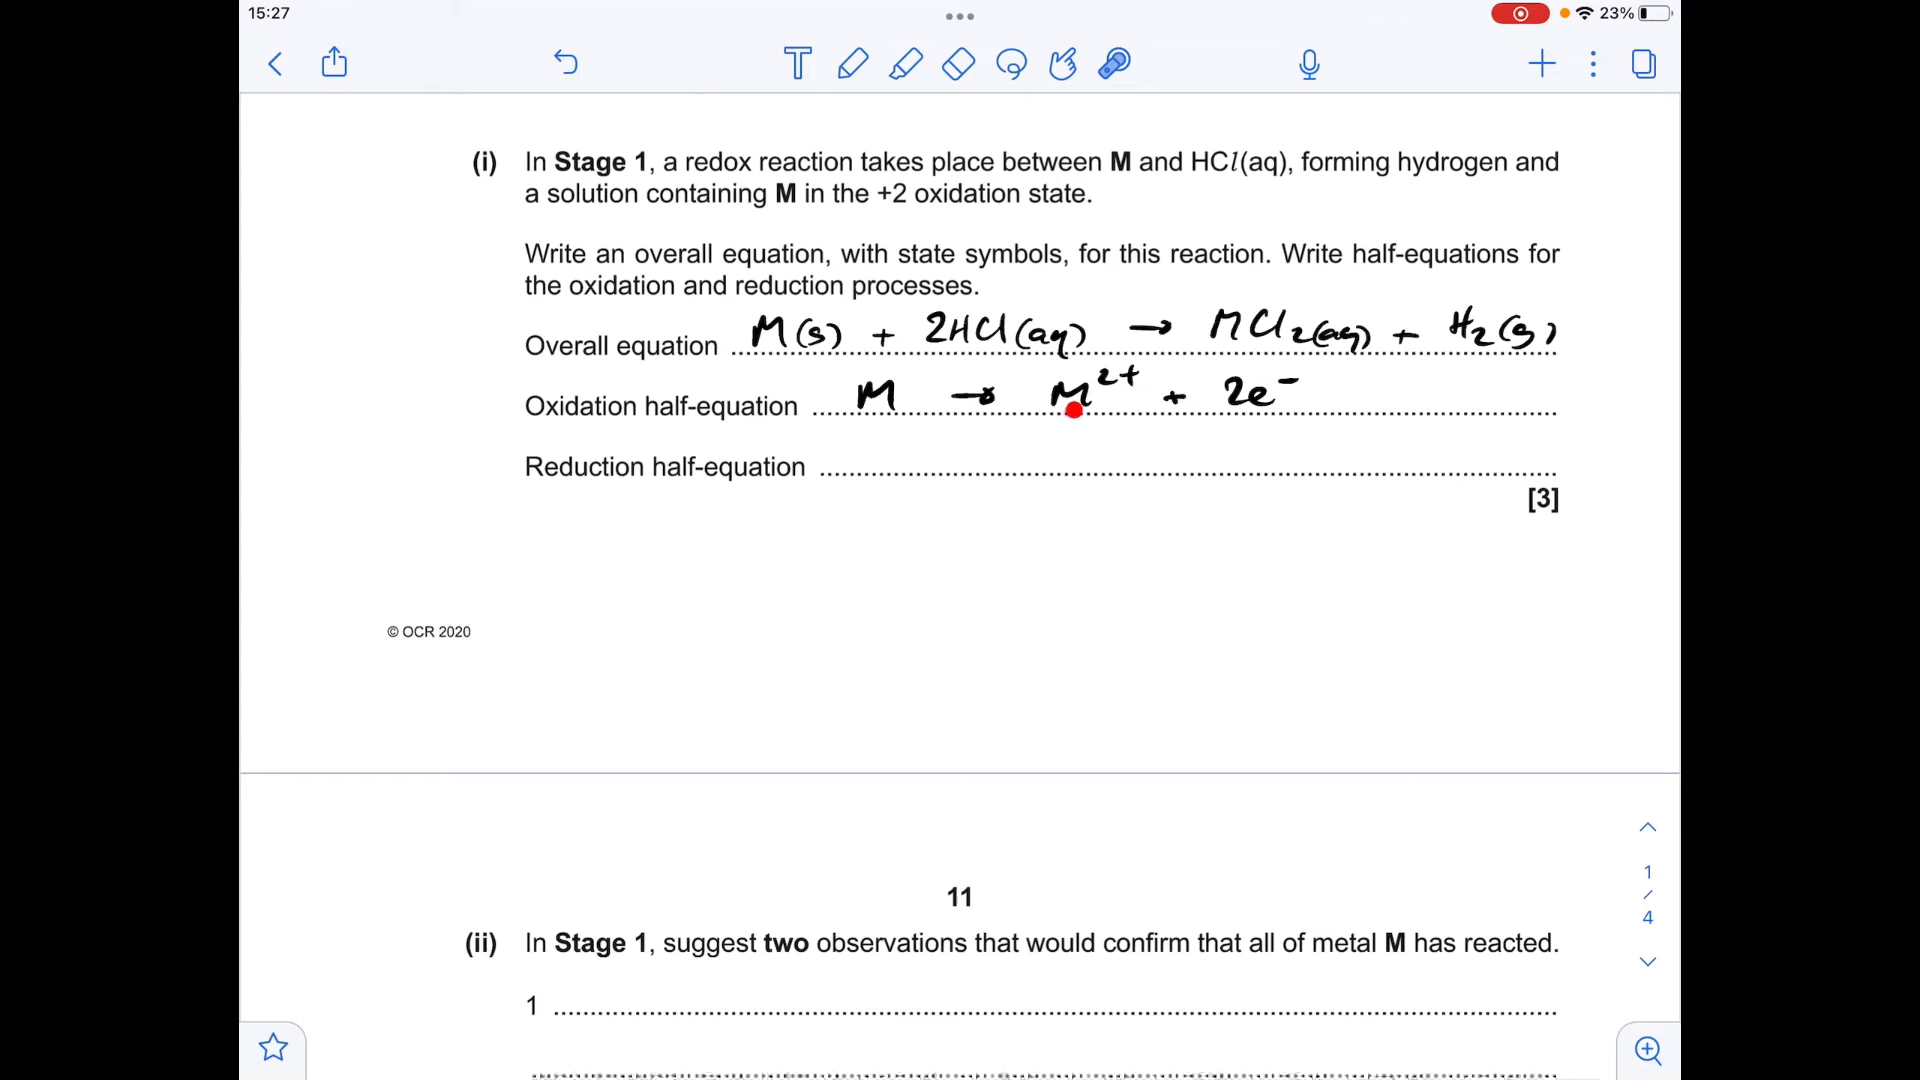 15:27
23%
(i) In Stage 1, a redox reaction takes place between M and HCl(aq), forming hydrogen and
a solution containing M in the +2 oxidation state.
Write an overall equation, with state symbols, for this reaction. Write half-equations for
the oxidation and reduction processes.
Overall equation M(s) + 2HCl(aq) → MCl₂(aq) + H₂(g)
Oxidation half-equation M → M²⁺ + 2e⁻
Reduction half-equation
[3]
© OCR 2020
1
/
4
11
(ii) In Stage 1, suggest two observations that would confirm that all of metal M has reacted.
1